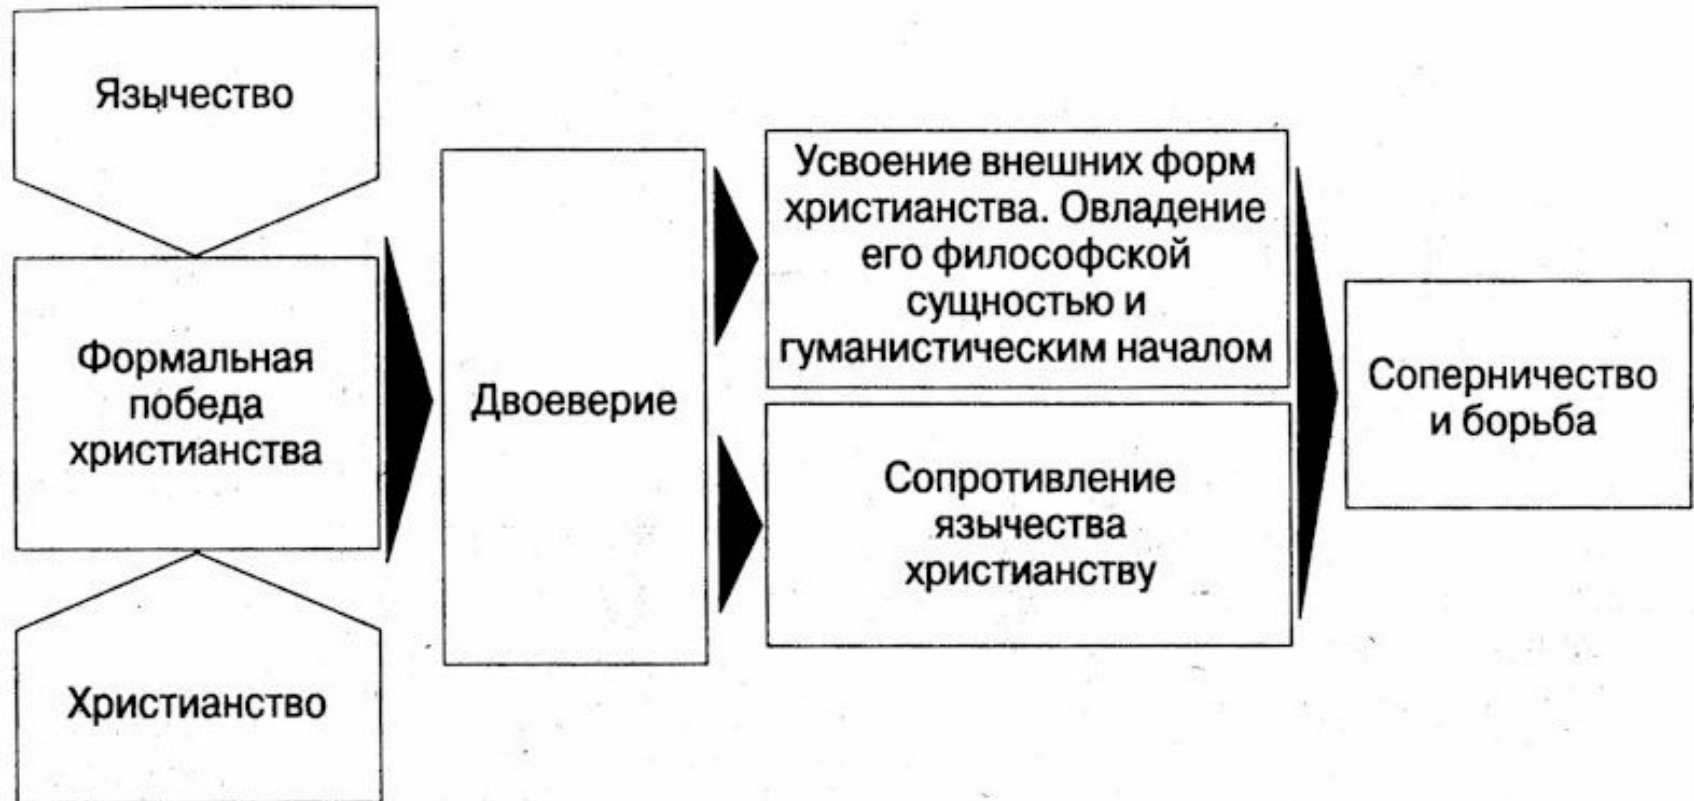 Язычество
Формальная
победа
христианства
Христианство
Двоеверие
Усвоение внешних форм
христианства. Овладение
его философской
сущностью и
гуманистическим началом
Сопротивление
язычества
христианству
Соперничество
и борьба